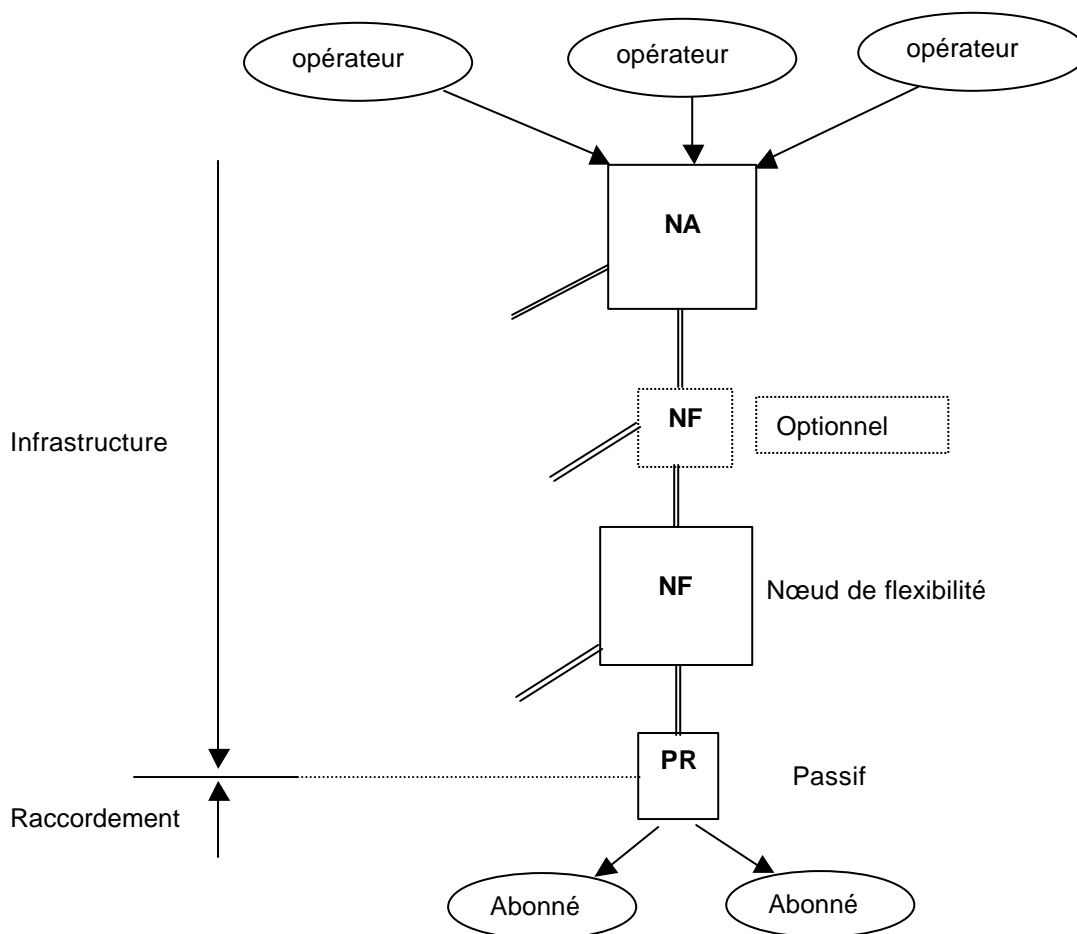 opérateur
opérateur
opérateur
NA
NF
Optionnel
Infrastructure
NF
Nœud de flexibilité
PR
Passif
Raccordement
Abonné
Abonné